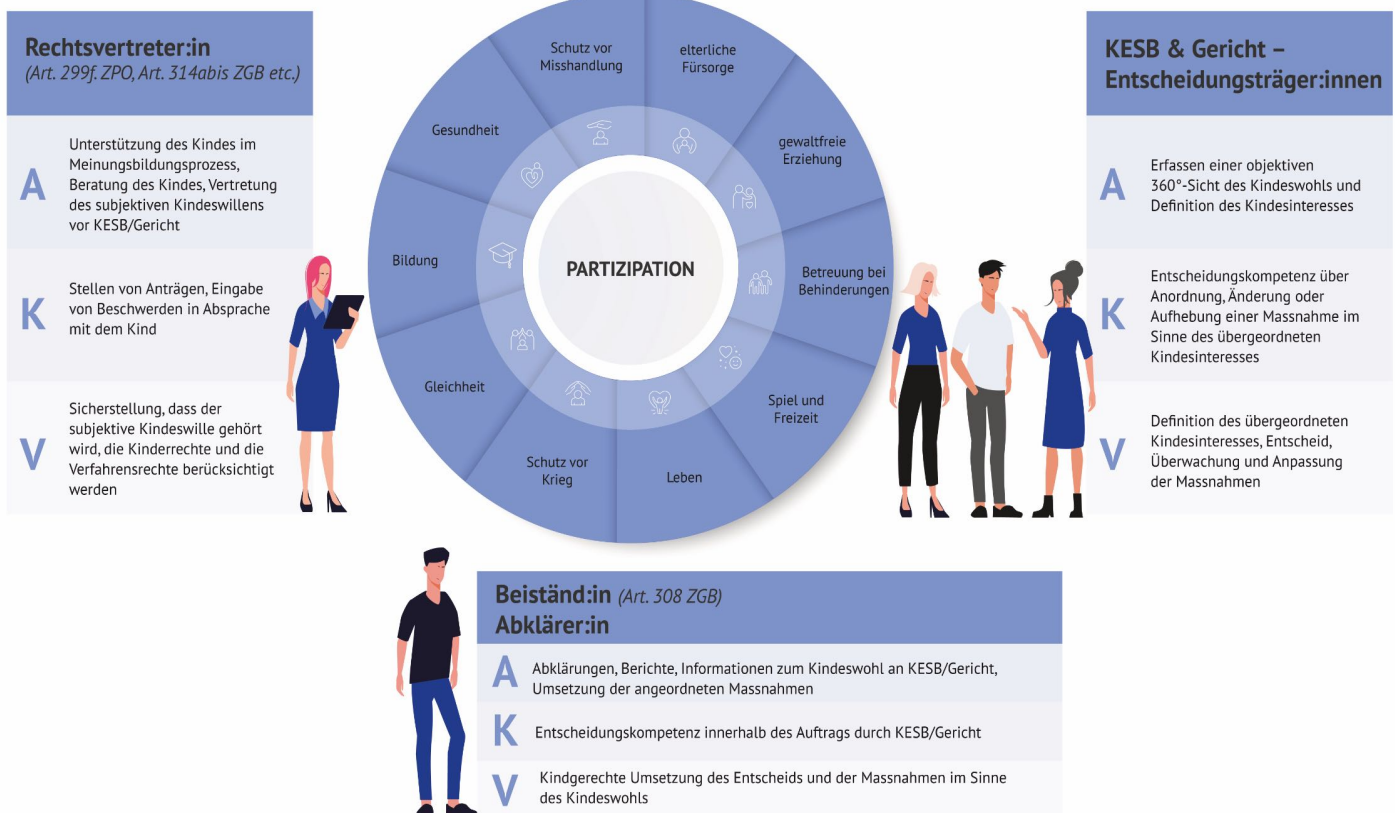 Rechtsvertreter:in
(Art. 299f. ZPO, Art. 314abis ZGB etc.)
A
Unterstützung des Kindes im
Meinungsbildungsprozess,
Beratung des Kindes, Vertretung
des subjektiven Kindeswillens
vor KESB/Gericht
K
Stellen von Anträgen, Eingabe
von Beschwerden in Absprache
mit dem Kind
V
Sicherstellung, dass der
subjektive Kindeswille gehört
wird, die Kinderrechte und die
Verfahrensrechte berücksichtigt
werden
Schutz vor
Misshandlung
elterliche
Fürsorge
gewaltfreie
Erziehung
Betreuung bei
Behinderungen
Spiel und
Freizeit
Leben
Schutz vor
Krieg
Gleichheit
Bildung
Gesundheit
PARTIZIPATION
KESB & Gericht –
Entscheidungsträger:innen
A
Erfassen einer objektiven
360°-Sicht des Kindeswohls und
Definition des Kindesinteresses
K
Entscheidungskompetenz über
Anordnung, Änderung oder
Aufhebung einer Massnahme im
Sinne des übergeordneten
Kindesinteresses
V
Definition des übergeordneten
Kindesinteresses, Entscheid,
Überwachung und Anpassung
der Massnahmen
Beiständ:in (Art. 308 ZGB)
Abklärer:in
A
Abklärungen, Berichte, Informationen zum Kindeswohl an KESB/Gericht,
Umsetzung der angeordneten Massnahmen
K
Entscheidungskompetenz innerhalb des Auftrags durch KESB/Gericht
V
Kindgerechte Umsetzung des Entscheids und der Massnahmen im Sinne
des Kindeswohls